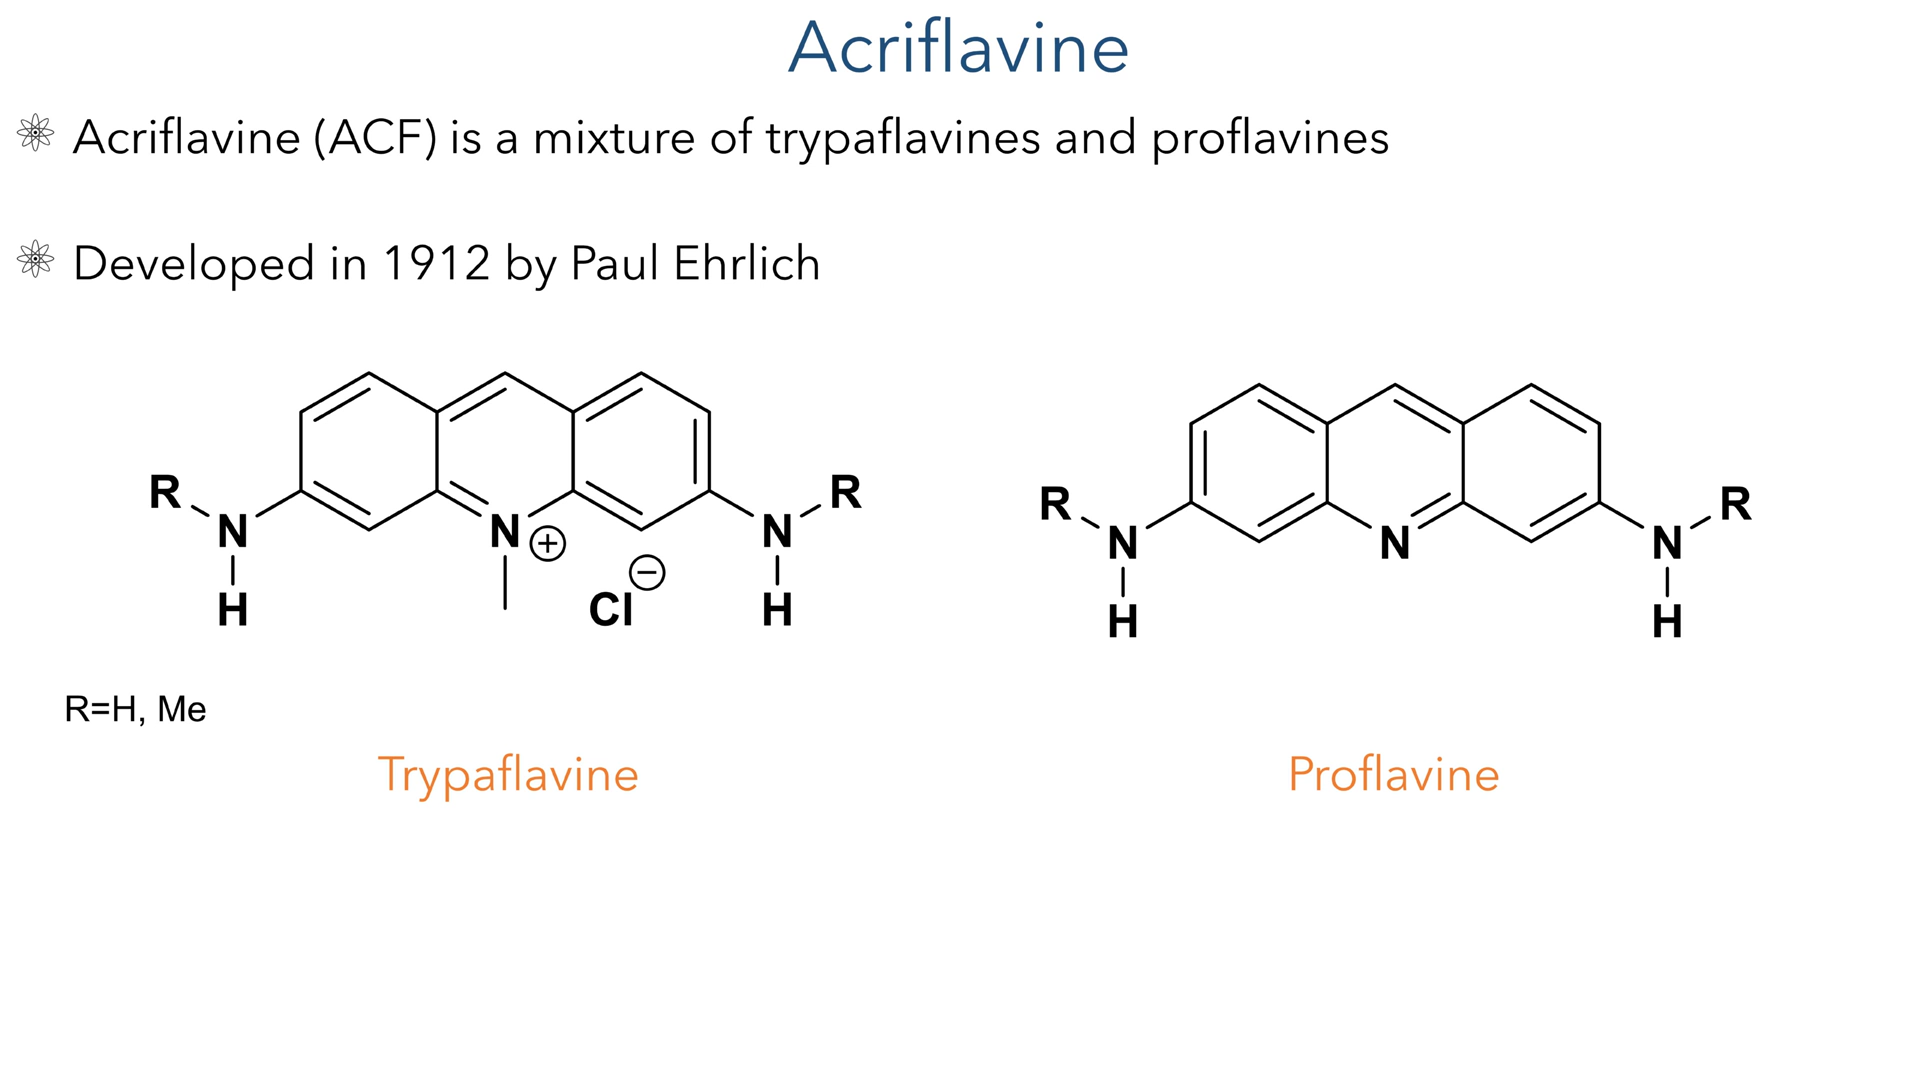 Acriflavine
Acriflavine (ACF) is a mixture of trypaflavines and proflavines
Developed in 1912 by Paul Ehrlich
R N H N + Cl − N H R
R N H N N H R
R=H, Me
Trypaflavine
Proflavine